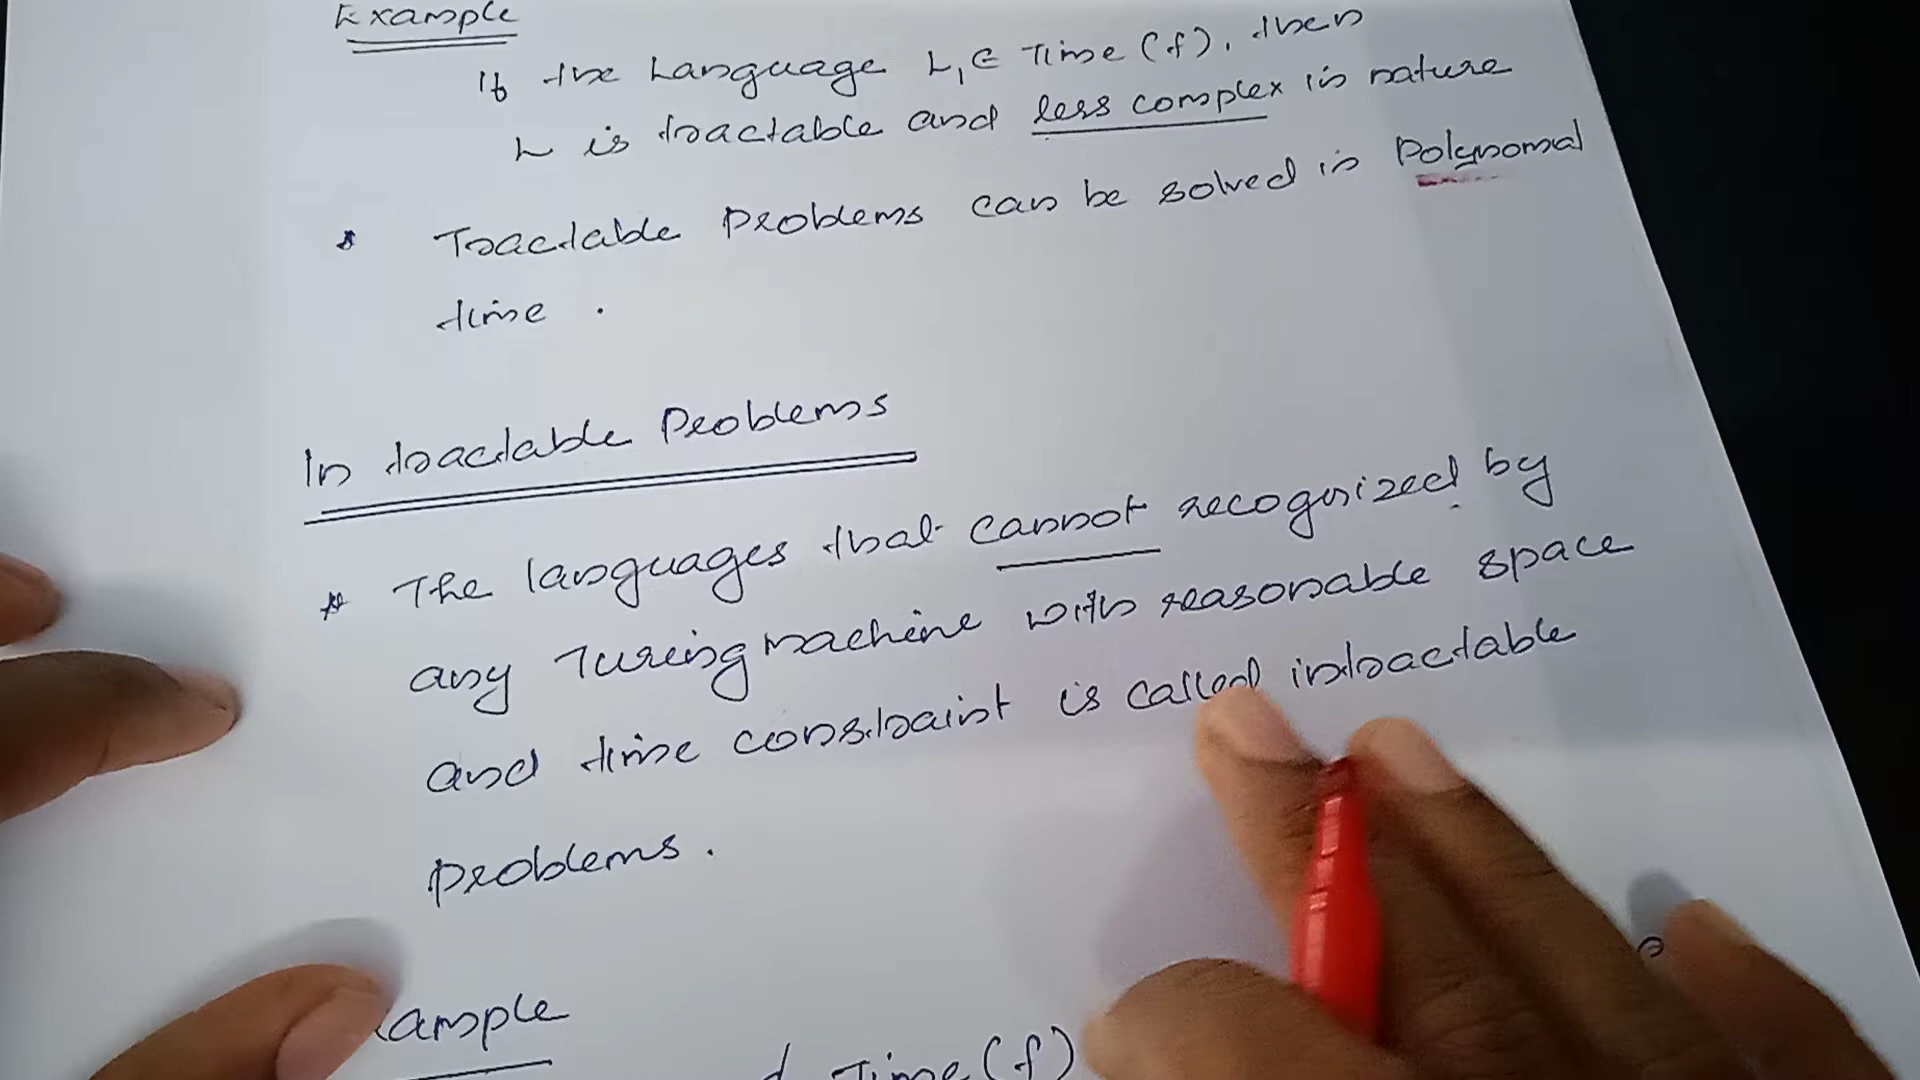 Example
If the Language L, ∈ Time (f), then
L is tractable and less complex in nature
* Tractable Problems can be solved in Polynomal
time .
Intractable Problems
* The languages that cannot recognized by
any Turing machine with reasonable space
and time constraint is called intractable
problems.
ample
Time (f)